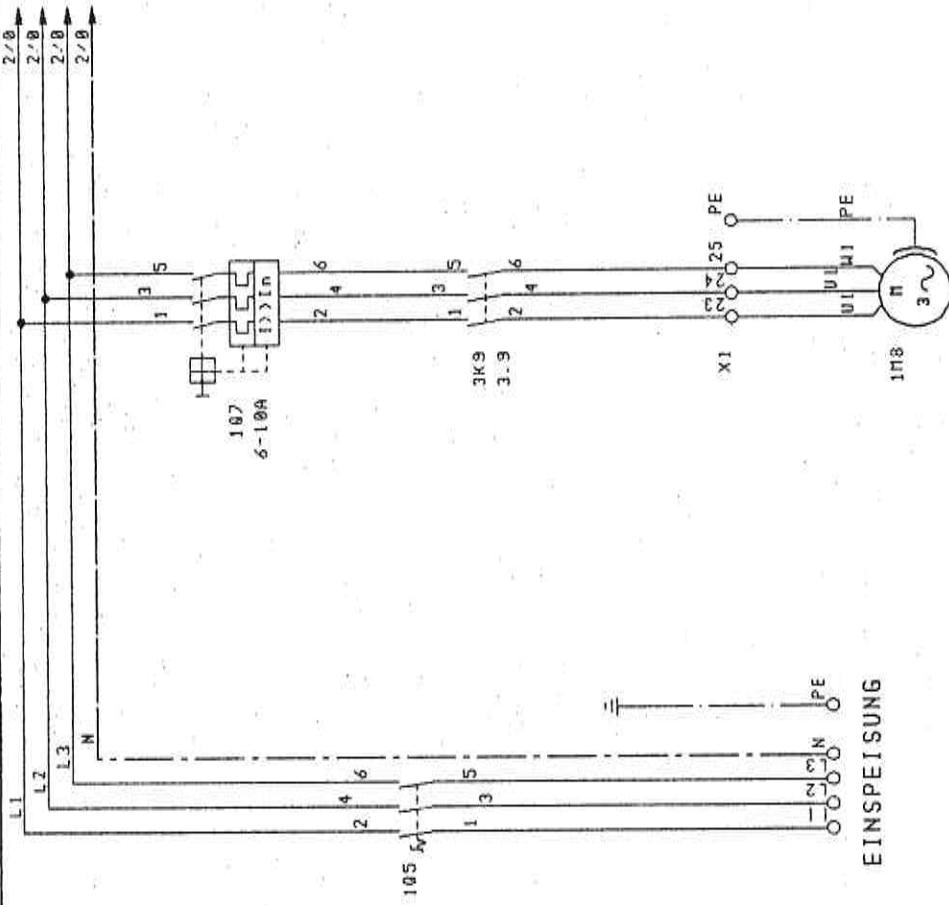 2/0
2/0
2/0
2/0
L1
L2
L3
N
1 3 5
1Q7
6-10A
I>>In
2 4 6
1 3 5
3K9
3.9
2 4 6
2 4 6
1Q5
1 3 5
X1
23 24 25 PE
U1 V1 W1 PE
M
3~
1M8
L1 L2 L3 N PE
EINSPEISUNG